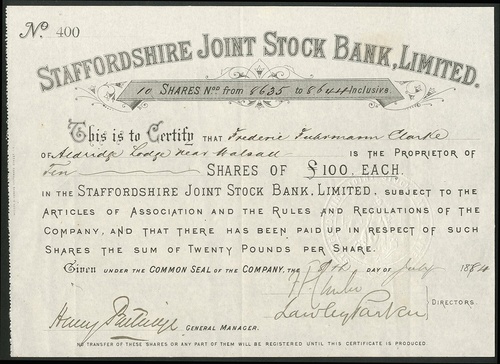 No. 400
STAFFORDSHIRE JOINT STOCK BANK, LIMITED.
10 SHARES Nos from 8635 to 8644 Inclusive.
This is to Certify THAT Frederic Fuhrmann Clarke
OF Aldridge Lodge near Walsall IS THE PROPRIETOR OF
Ten SHARES OF £100. EACH.
IN THE STAFFORDSHIRE JOINT STOCK BANK, LIMITED, SUBJECT TO THE
ARTICLES OF ASSOCIATION AND THE RULES AND REGULATIONS OF THE
COMPANY, AND THAT THERE HAS BEEN PAID UP IN RESPECT OF SUCH
SHARES THE SUM OF TWENTY POUNDS PER SHARE.
Given UNDER THE COMMON SEAL OF THE COMPANY, THE DAY OF July 1884
Lawley Parker
DIRECTORS.
Henry Partridge GENERAL MANAGER.
NO TRANSFER OF THESE SHARES OR ANY PART OF THEM WILL BE REGISTERED UNTIL THIS CERTIFICATE IS PRODUCED